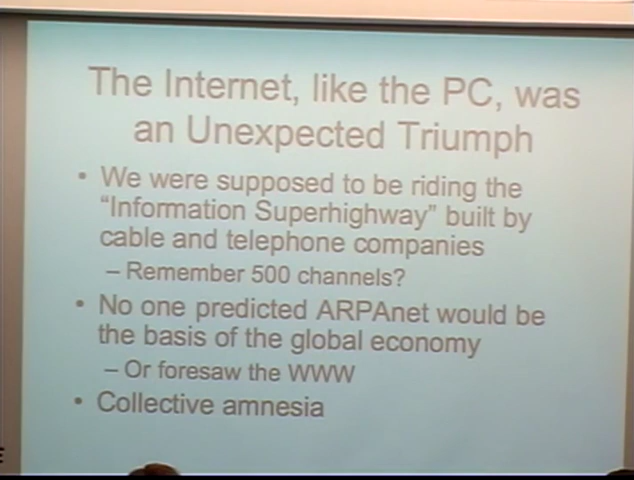 The Internet, like the PC, was
an Unexpected Triumph
• We were supposed to be riding the
"Information Superhighway" built by
cable and telephone companies
– Remember 500 channels?
• No one predicted ARPAnet would be
the basis of the global economy
– Or foresaw the WWW
• Collective amnesia